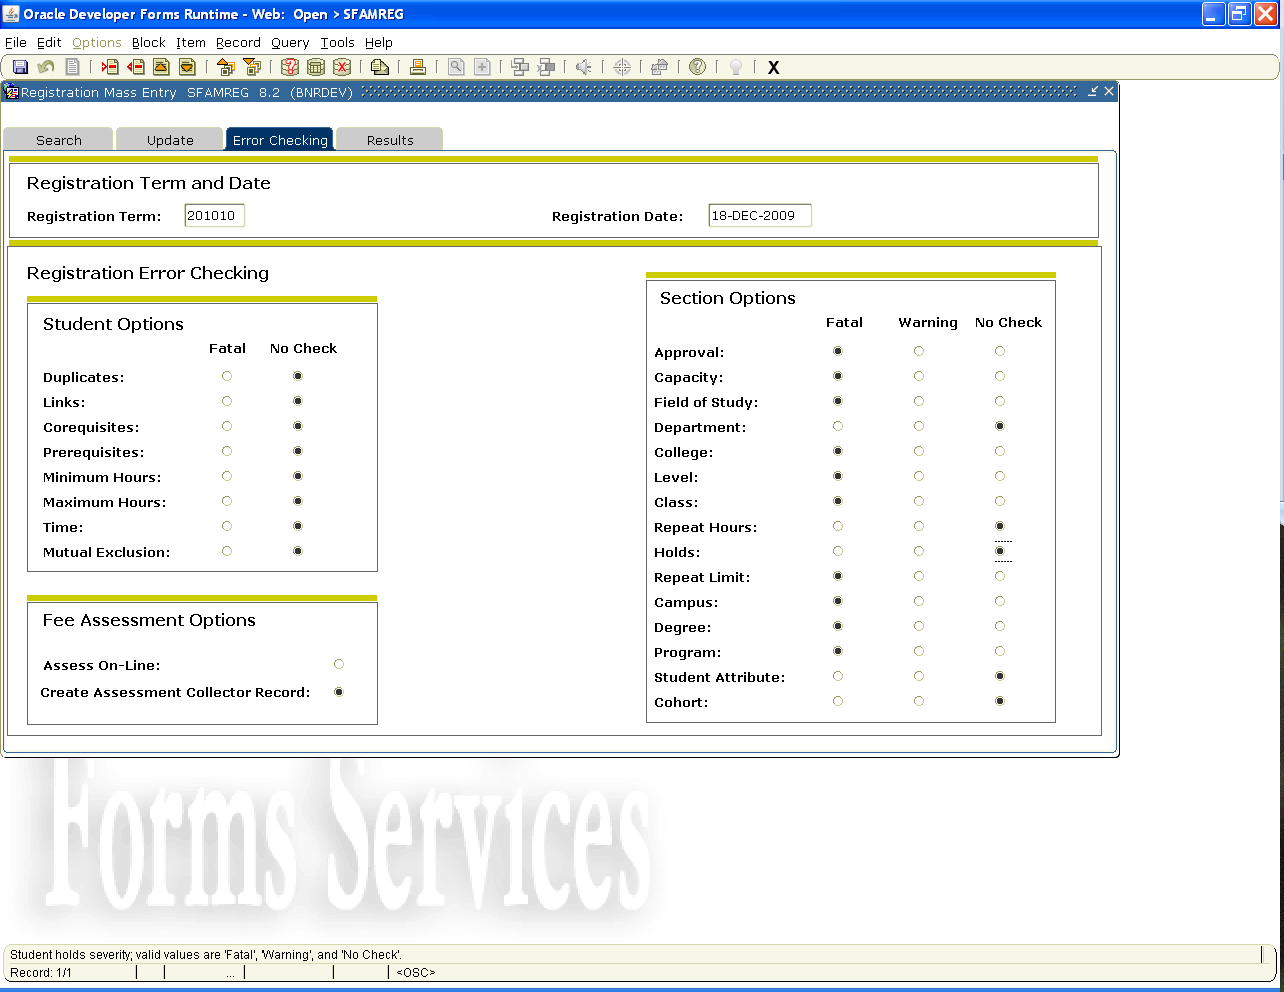 Oracle Developer Forms Runtime - Web:  Open > SFAMREG
File Edit Options Block Item Record Query Tools Help
X
Registration Mass Entry  SFAMREG  8.2  (BNRDEV)
Search Update Error Checking Results
Registration Term and Date
Registration Term: 201010 Registration Date: 18-DEC-2009
Registration Error Checking
Student Options
Fatal No Check
Duplicates:
Links:
Corequisites:
Prerequisites:
Minimum Hours:
Maximum Hours:
Time:
Mutual Exclusion:
Fee Assessment Options
Assess On-Line:
Create Assessment Collector Record:
Section Options
Fatal Warning No Check
Approval:
Capacity:
Field of Study:
Department:
College:
Level:
Class:
Repeat Hours:
Holds:
Repeat Limit:
Campus:
Degree:
Program:
Student Attribute:
Cohort:
Forms Services
Student holds severity; valid values are 'Fatal', 'Warning', and 'No Check'.
Record: 1/1 ... <OSC>